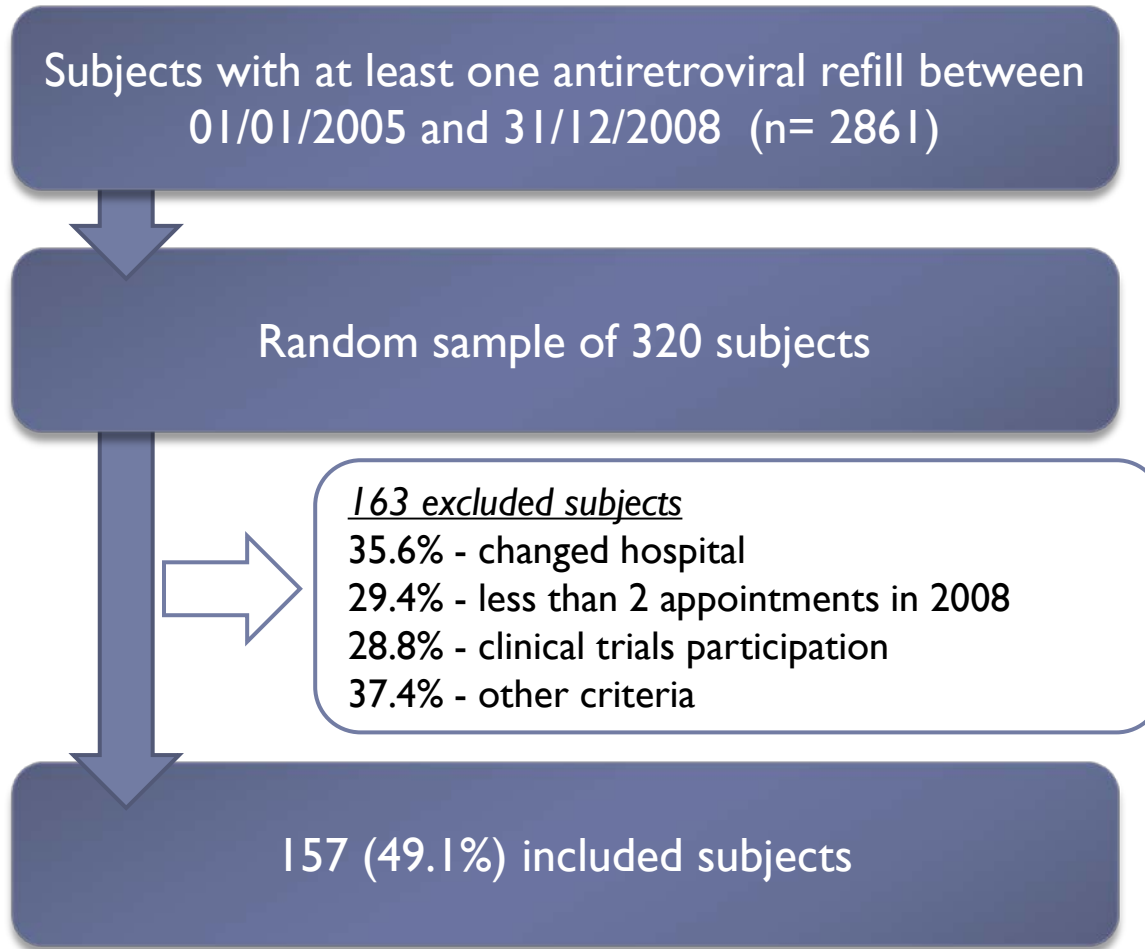 Subjects with at least one antiretroviral refill between
01/01/2005 and 31/12/2008 (n= 2861)
Random sample of 320 subjects
163 excluded subjects
35.6% - changed hospital
29.4% - less than 2 appointments in 2008
28.8% - clinical trials participation
37.4% - other criteria
157 (49.1%) included subjects